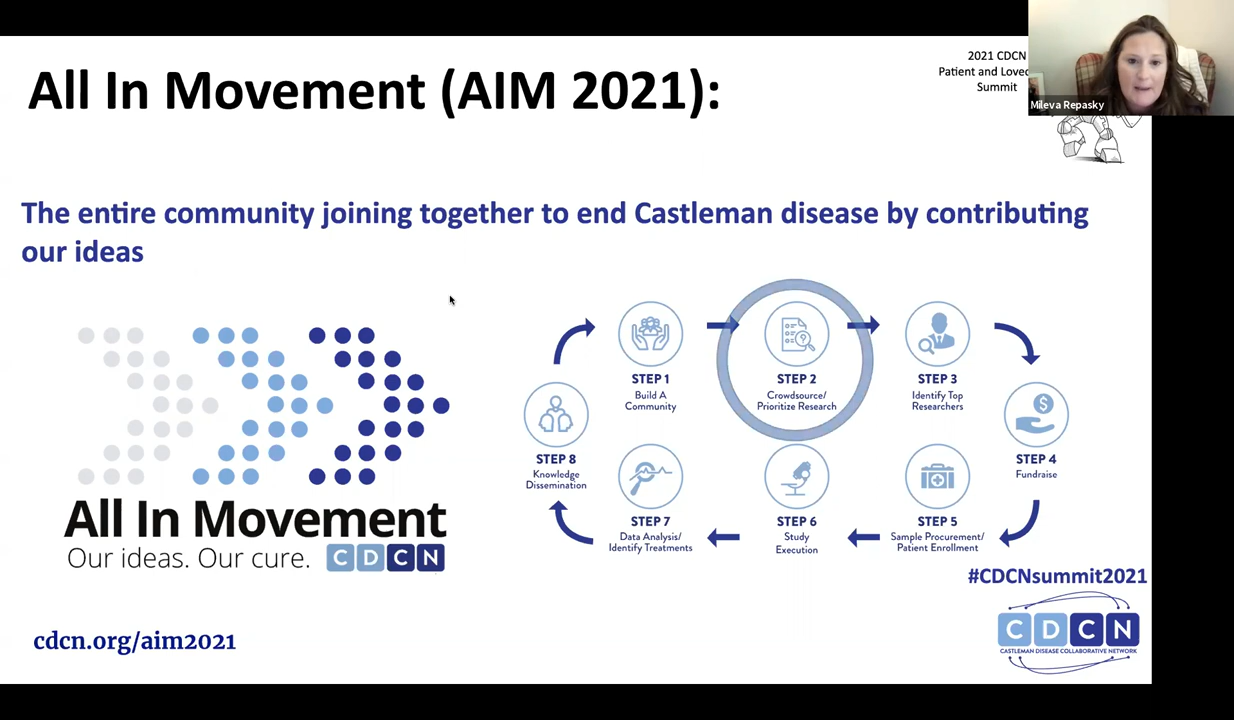 All In Movement (AIM 2021):
2021 CDCN
Patient and Loved
Summit
Mileva Repasky
The entire community joining together to end Castleman disease by contributing
our ideas
STEP 1
Build A
Community
STEP 2
Crowdsource/
Prioritize Research
STEP 3
Identify Top
Researchers
STEP 4
Fundraise
STEP 5
Sample Procurement/
Patient Enrollment
STEP 6
Study
Execution
STEP 7
Data Analysis/
Identify Treatments
STEP 8
Knowledge
Dissemination
All In Movement
Our ideas. Our cure. CDCN
#CDCNsummit2021
CDCN
CASTLEMAN DISEASE COLLABORATIVE NETWORK
cdcn.org/aim2021